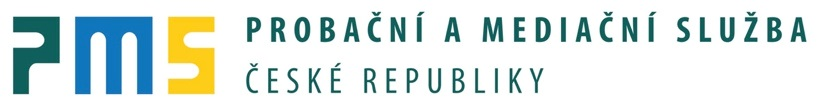 PMS PROBAČNÍ A MEDIAČNÍ SLUŽBA
ČESKÉ REPUBLIKY